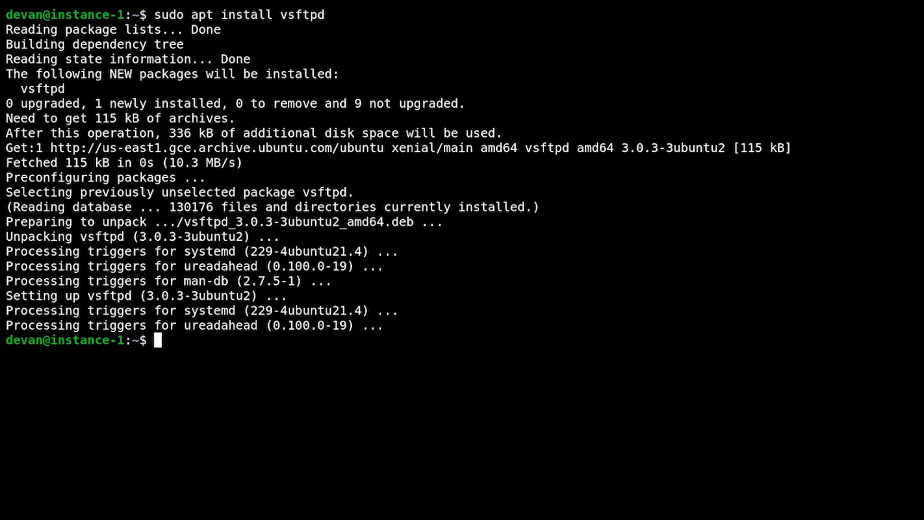 devan@instance-1:~$ sudo apt install vsftpd
Reading package lists... Done
Building dependency tree
Reading state information... Done
The following NEW packages will be installed:
  vsftpd
0 upgraded, 1 newly installed, 0 to remove and 9 not upgraded.
Need to get 115 kB of archives.
After this operation, 336 kB of additional disk space will be used.
Get:1 http://us-east1.gce.archive.ubuntu.com/ubuntu xenial/main amd64 vsftpd amd64 3.0.3-3ubuntu2 [115 kB]
Fetched 115 kB in 0s (10.3 MB/s)
Preconfiguring packages ...
Selecting previously unselected package vsftpd.
(Reading database ... 130176 files and directories currently installed.)
Preparing to unpack .../vsftpd_3.0.3-3ubuntu2_amd64.deb ...
Unpacking vsftpd (3.0.3-3ubuntu2) ...
Processing triggers for systemd (229-4ubuntu21.4) ...
Processing triggers for ureadahead (0.100.0-19) ...
Processing triggers for man-db (2.7.5-1) ...
Setting up vsftpd (3.0.3-3ubuntu2) ...
Processing triggers for systemd (229-4ubuntu21.4) ...
Processing triggers for ureadahead (0.100.0-19) ...
devan@instance-1:~$